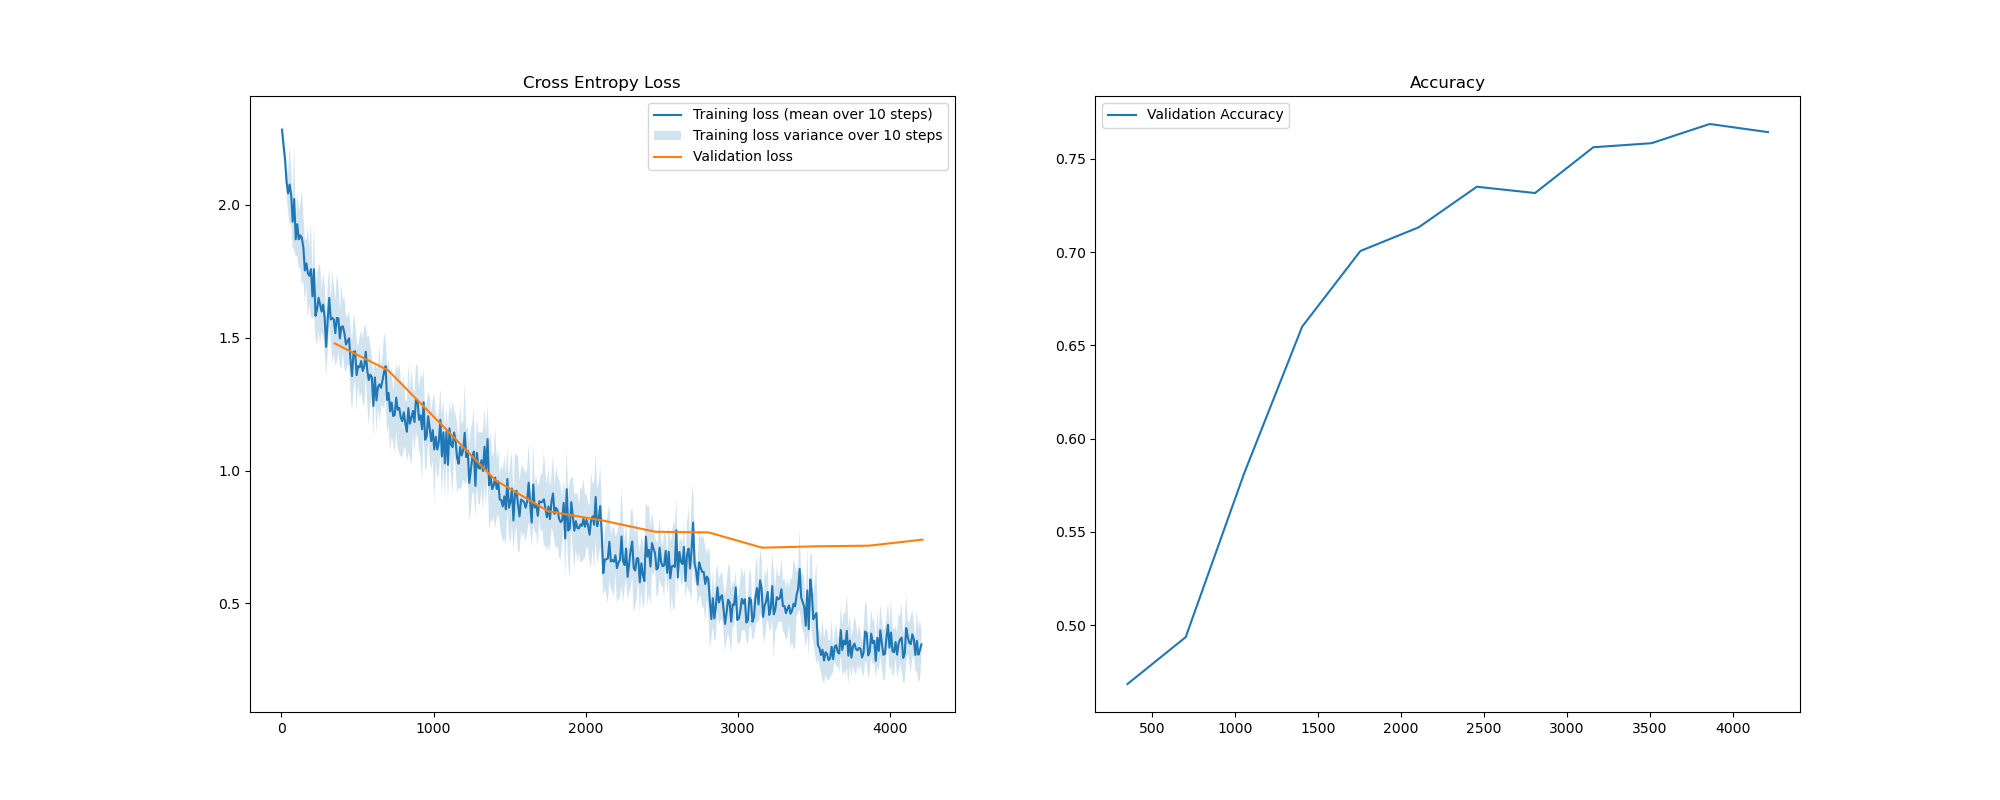 Cross Entropy Loss
Training loss (mean over 10 steps)
Training loss variance over 10 steps
Validation loss
2.0
1.5
1.0
0.5
0 1000 2000 3000 4000
Accuracy
Validation Accuracy
0.75
0.70
0.65
0.60
0.55
0.50
500 1000 1500 2000 2500 3000 3500 4000